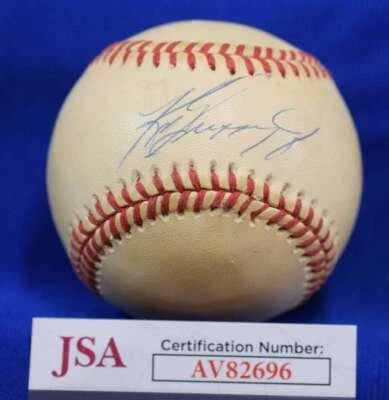 JSA
Certification Number:
AV82696